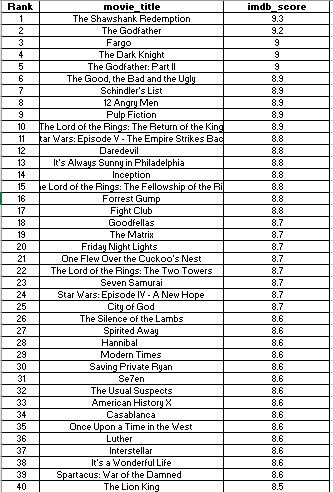 Rank movie_title imdb_score
1 The Shawshank Redemption 9.3
2 The Godfather 9.2
3 Fargo 9
4 The Dark Knight 9
5 The Godfather: Part II 9
6 The Good, the Bad and the Ugly 8.9
7 Schindler's List 8.9
8 12 Angry Men 8.9
9 Pulp Fiction 8.9
10 The Lord of the Rings: The Return of the King 8.9
11 tar Wars: Episode V - The Empire Strikes Bac 8.8
12 Daredevil 8.8
13 It's Always Sunny in Philadelphia 8.8
14 Inception 8.8
15 e Lord of the Rings: The Fellowship of the Ri 8.8
16 Forrest Gump 8.8
17 Fight Club 8.8
18 Goodfellas 8.7
19 The Matrix 8.7
20 Friday Night Lights 8.7
21 One Flew Over the Cuckoo's Nest 8.7
22 The Lord of the Rings: The Two Towers 8.7
23 Seven Samurai 8.7
24 Star Wars: Episode IV - A New Hope 8.7
25 City of God 8.7
26 The Silence of the Lambs 8.6
27 Spirited Away 8.6
28 Hannibal 8.6
29 Modern Times 8.6
30 Saving Private Ryan 8.6
31 Se7en 8.6
32 The Usual Suspects 8.6
33 American History X 8.6
34 Casablanca 8.6
35 Once Upon a Time in the West 8.6
36 Luther 8.6
37 Interstellar 8.6
38 It's a Wonderful Life 8.6
39 Spartacus: War of the Damned 8.6
40 The Lion King 8.5